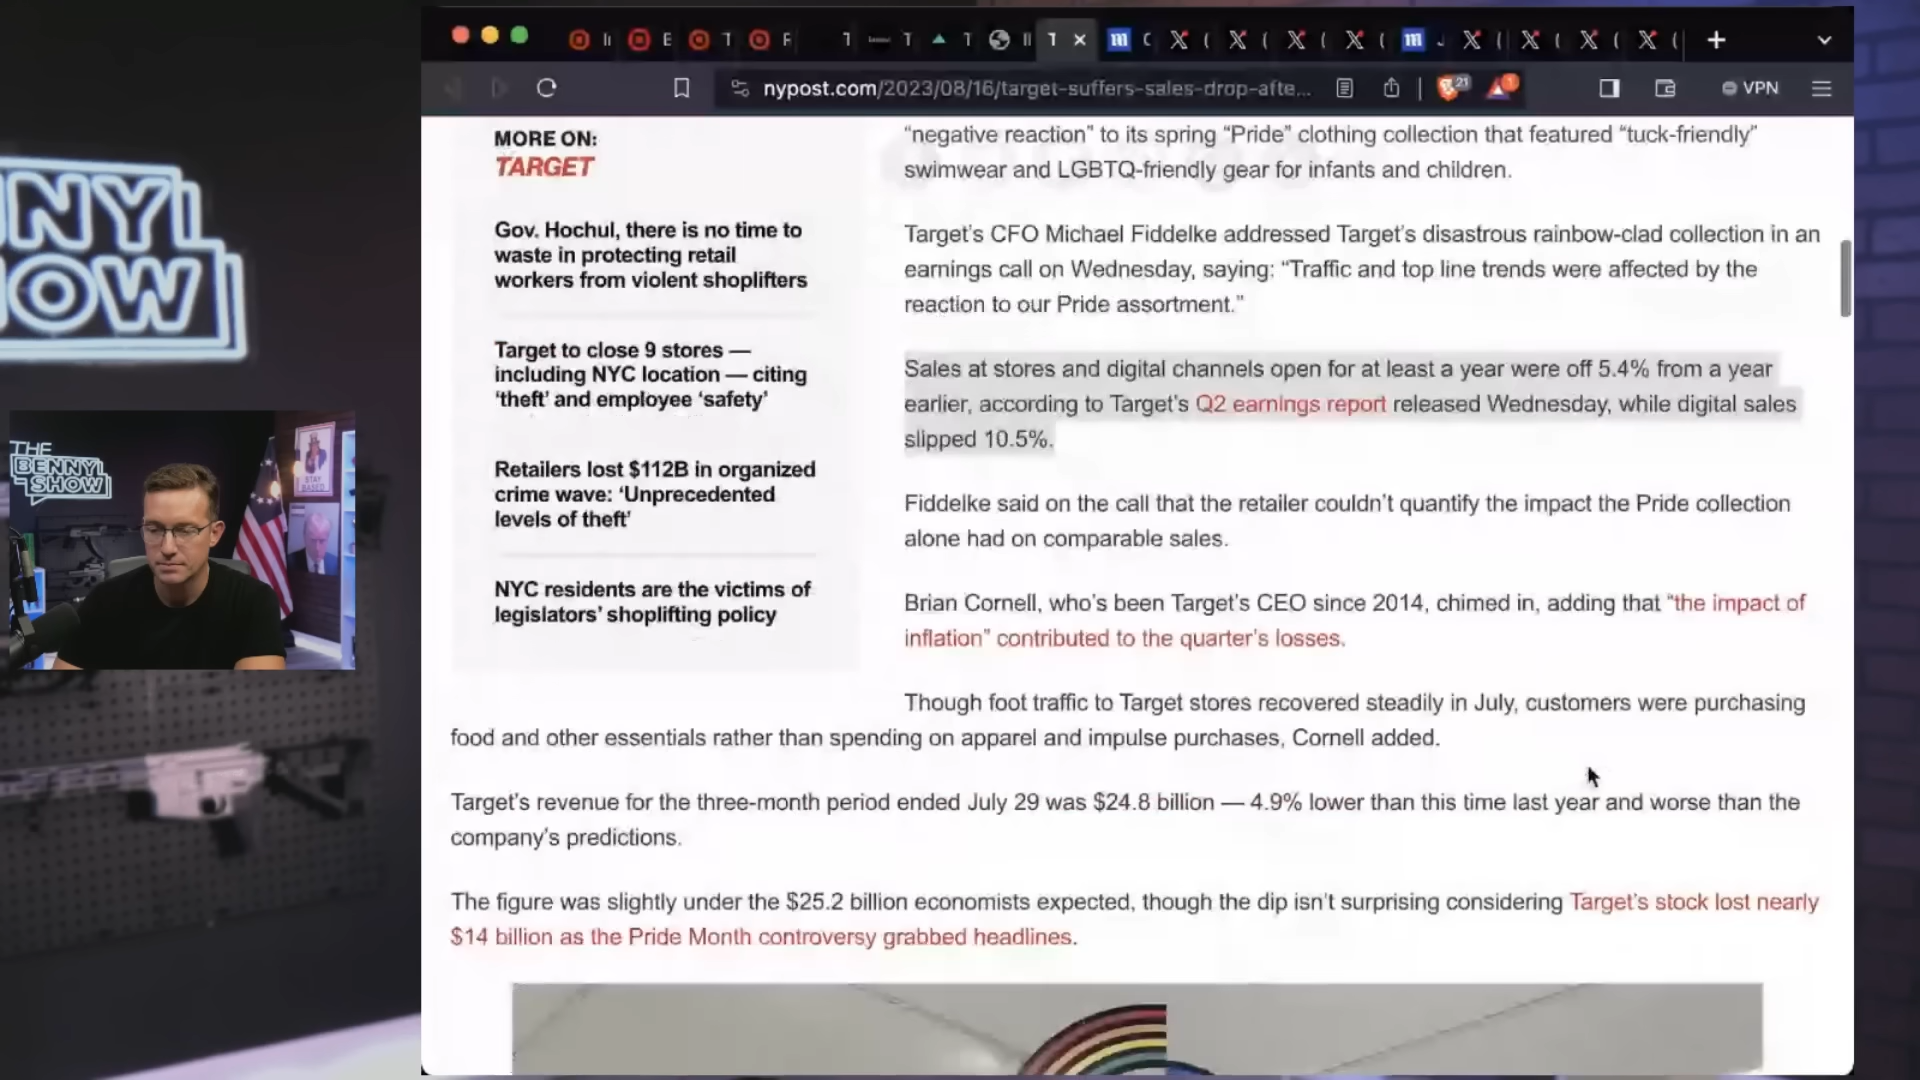 nypost.com/2023/08/16/target-suffers-sales-drop-afte...
21
1
VPN
MORE ON:
TARGET
Gov. Hochul, there is no time to
waste in protecting retail
workers from violent shoplifters
Target to close 9 stores —
including NYC location — citing
‘theft’ and employee ‘safety’
Retailers lost $112B in organized
crime wave: ‘Unprecedented
levels of theft’
NYC residents are the victims of
legislators’ shoplifting policy
“negative reaction” to its spring “Pride” clothing collection that featured “tuck-friendly”
swimwear and LGBTQ-friendly gear for infants and children.
Target’s CFO Michael Fiddelke addressed Target’s disastrous rainbow-clad collection in an
earnings call on Wednesday, saying: “Traffic and top line trends were affected by the
reaction to our Pride assortment.”
Sales at stores and digital channels open for at least a year were off 5.4% from a year
earlier, according to Target’s Q2 earnings report released Wednesday, while digital sales
slipped 10.5%.
Fiddelke said on the call that the retailer couldn’t quantify the impact the Pride collection
alone had on comparable sales.
Brian Cornell, who’s been Target’s CEO since 2014, chimed in, adding that “the impact of
inflation” contributed to the quarter’s losses.
Though foot traffic to Target stores recovered steadily in July, customers were purchasing
food and other essentials rather than spending on apparel and impulse purchases, Cornell added.
Target’s revenue for the three-month period ended July 29 was $24.8 billion — 4.9% lower than this time last year and worse than the
company’s predictions.
The figure was slightly under the $25.2 billion economists expected, though the dip isn’t surprising considering Target’s stock lost nearly
$14 billion as the Pride Month controversy grabbed headlines.
NNY
HOW
THE
BENNY
SHOW
STAY
BASED